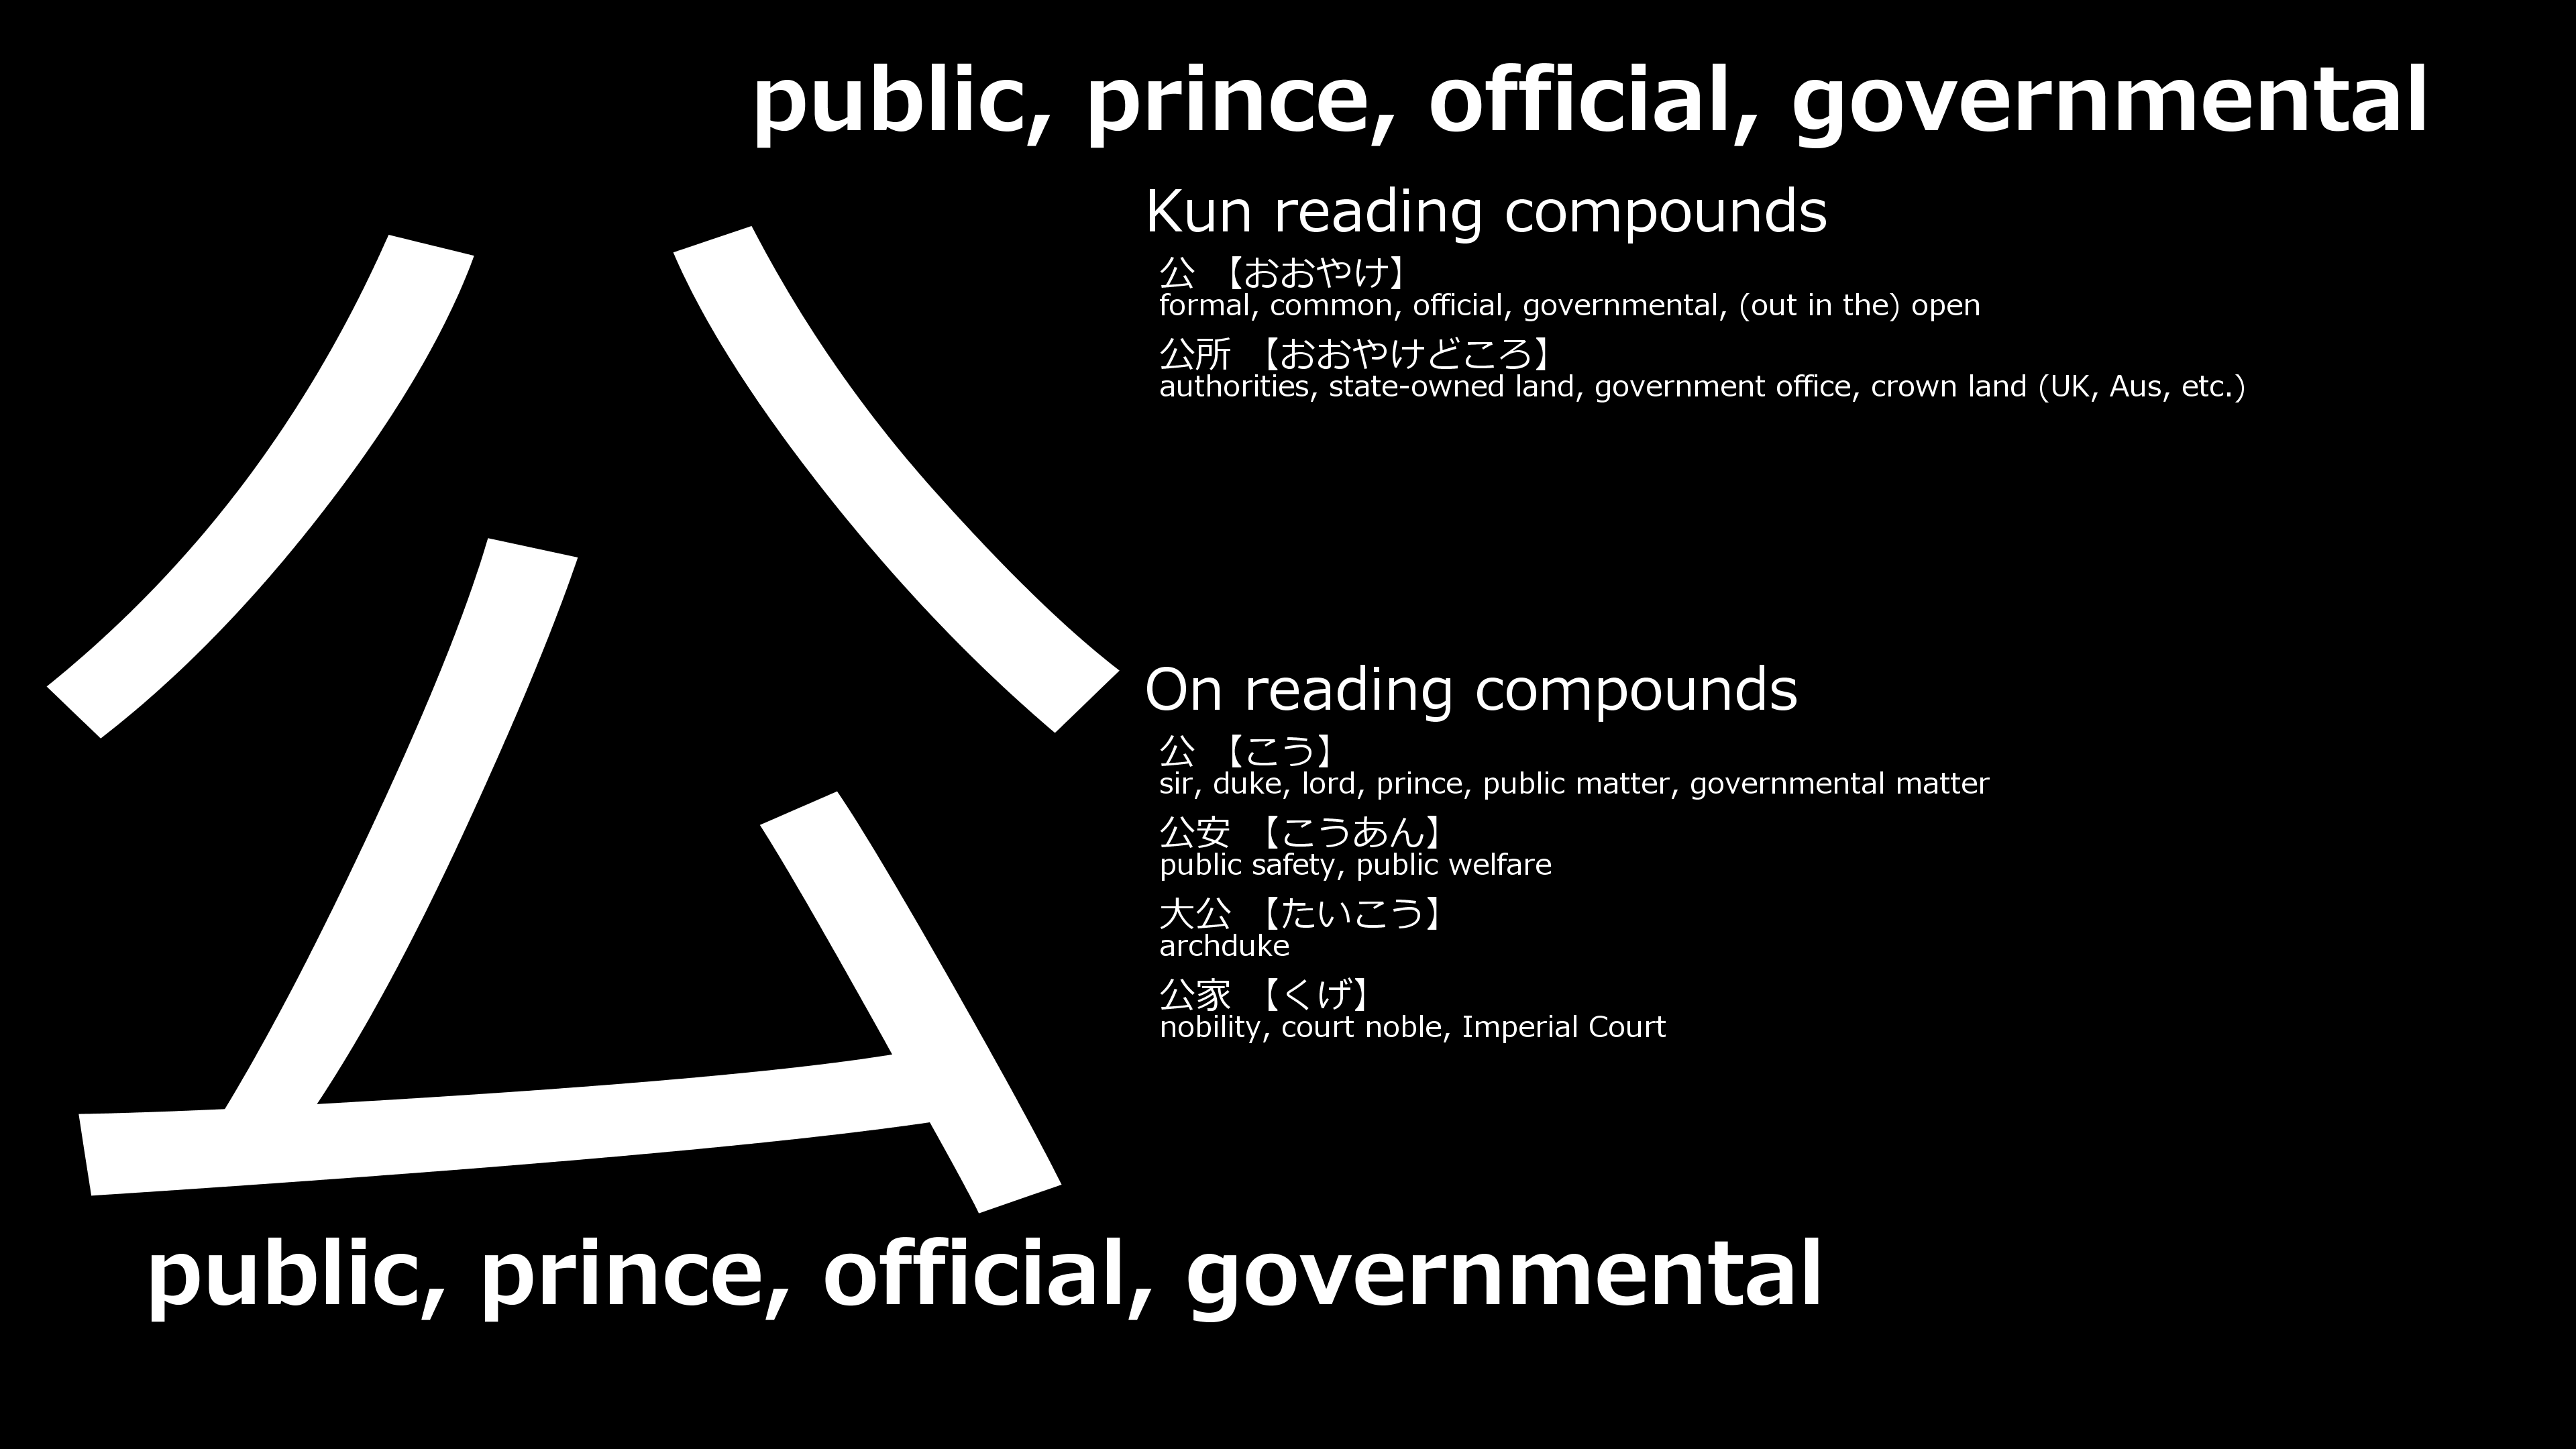 public, prince, official, governmental
公
Kun reading compounds
公 【おおやけ】
formal, common, official, governmental, (out in the) open
公所 【おおやけどころ】
authorities, state-owned land, government office, crown land (UK, Aus, etc.)
On reading compounds
公 【こう】
sir, duke, lord, prince, public matter, governmental matter
公安 【こうあん】
public safety, public welfare
大公 【たいこう】
archduke
公家 【くげ】
nobility, court noble, Imperial Court
public, prince, official, governmental